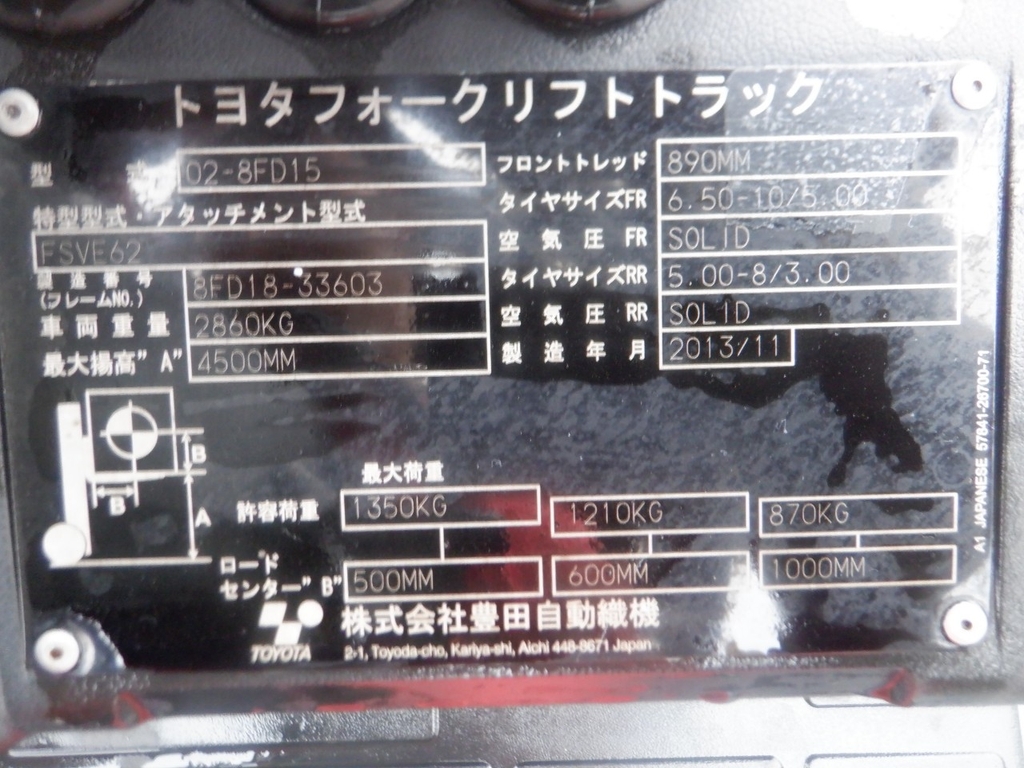 トヨタフォークリフトトラック
型 式 02-8FD15
特型型式・アタッチメント型式
FSVE62
製造番号 (フレームNO.) 8FD18-33603
車両重量 2860KG
最大揚高"A" 4500MM
フロントトレッド 890MM
タイヤサイズFR 6.50-10/5.00
空気圧 FR SOLID
タイヤサイズRR 5.00-8/3.00
空気圧 RR SOLID
製造年月 2013/11
B
B
A
最大荷重
許容荷重 1350KG 1210KG 870KG
ロードセンター"B" 500MM 600MM 1000MM
TOYOTA
株式会社豊田自動織機
2-1, Toyoda-cho, Kariya-shi, Aichi 448-8671 Japan
A1 JAPANESE 57841-26700-71